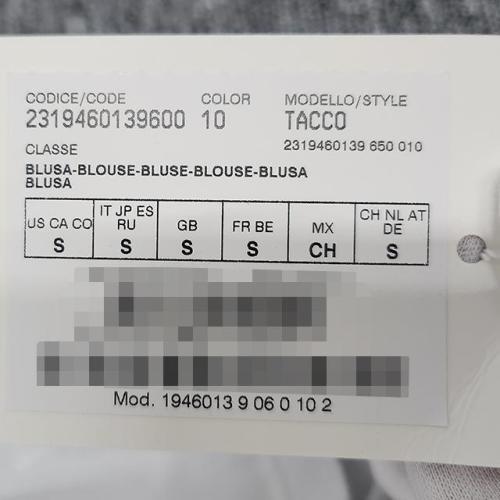 CODICE/CODE COLOR MODELLO/STYLE
2319460139600 10 TACCO
2319460139 650 010
CLASSE
BLUSA-BLOUSE-BLUSE-BLOUSE-BLUSA
BLUSA
US CA CO IT JP ES RU GB FR BE MX CH NL AT DE
S S S S CH S
Mod. 1946013 9 06 0 10 2